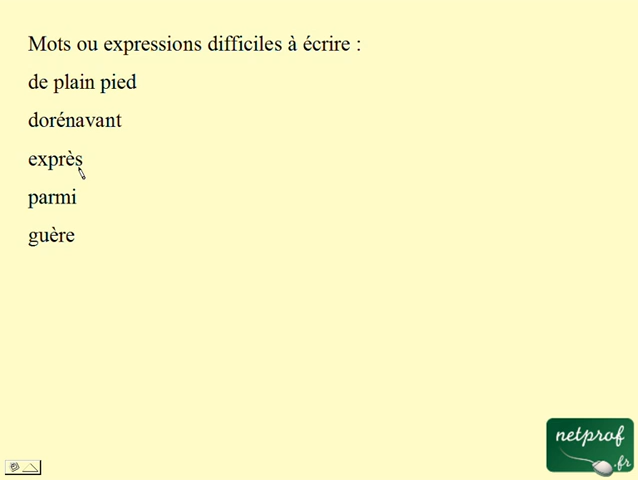 Mots ou expressions difficiles à écrire :
de plain pied
dorénavant
exprès
parmi
guère
netprof
.fr